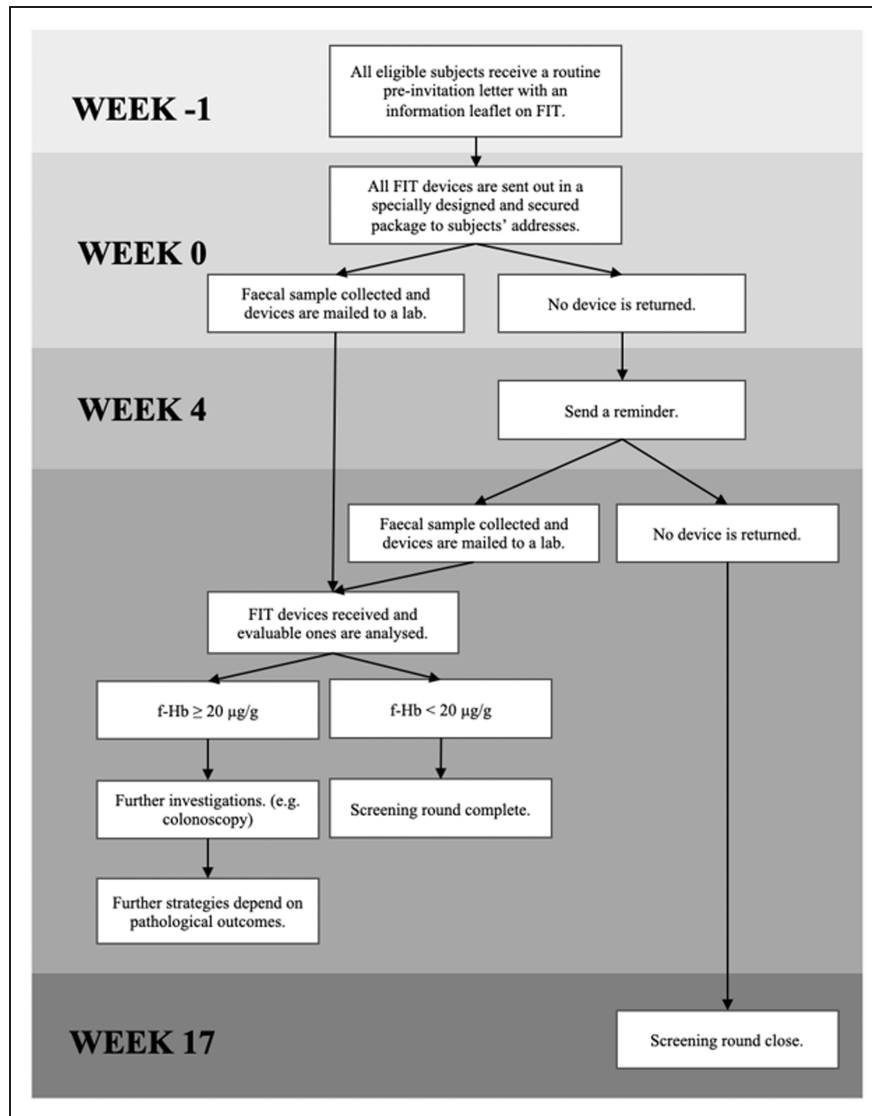 WEEK -1
All eligible subjects receive a routine
pre-invitation letter with an
information leaflet on FIT.
WEEK 0
All FIT devices are sent out in a
specially designed and secured
package to subjects’ addresses.
Faecal sample collected and
devices are mailed to a lab.
No device is returned.
WEEK 4
Send a reminder.
Faecal sample collected and
devices are mailed to a lab.
No device is returned.
FIT devices received and
evaluable ones are analysed.
f-Hb ≥ 20 µg/g
f-Hb < 20 µg/g
Further investigations. (e.g.
colonoscopy)
Screening round complete.
Further strategies depend on
pathological outcomes.
WEEK 17
Screening round close.